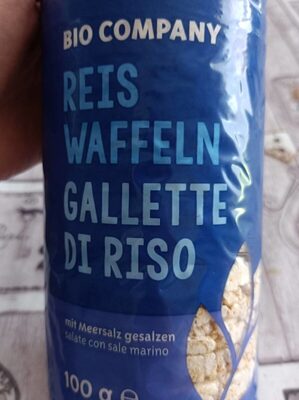 BIO COMPANY
REIS
WAFFELN
GALLETTE
DI RISO
mit Meersalz gesalzen
salate con sale marino
100 g ℮